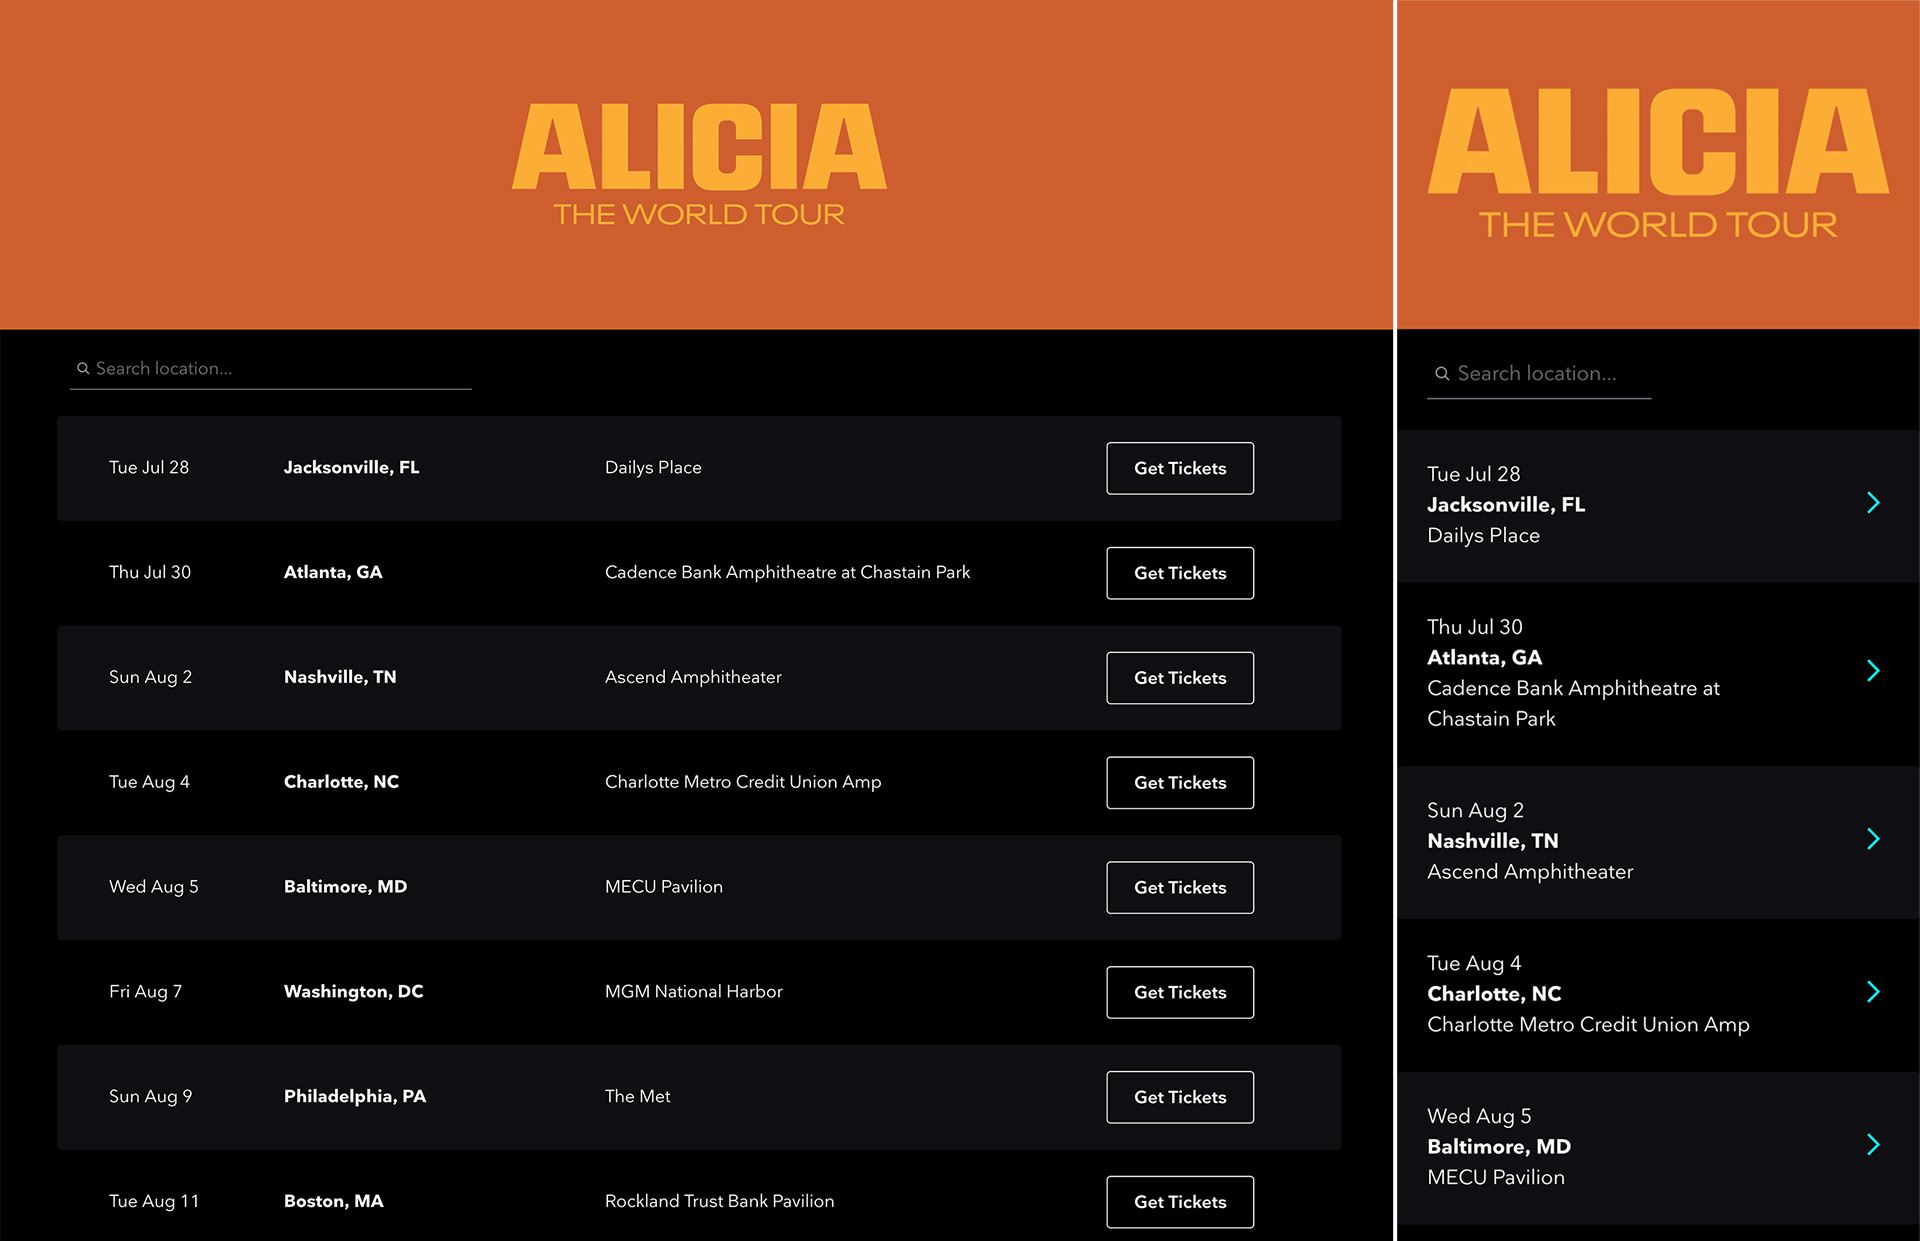 ALICIA
THE WORLD TOUR
Search location...
Tue Jul 28 Jacksonville, FL Dailys Place Get Tickets
Thu Jul 30 Atlanta, GA Cadence Bank Amphitheatre at Chastain Park Get Tickets
Sun Aug 2 Nashville, TN Ascend Amphitheater Get Tickets
Tue Aug 4 Charlotte, NC Charlotte Metro Credit Union Amp Get Tickets
Wed Aug 5 Baltimore, MD MECU Pavilion Get Tickets
Fri Aug 7 Washington, DC MGM National Harbor Get Tickets
Sun Aug 9 Philadelphia, PA The Met Get Tickets
Tue Aug 11 Boston, MA Rockland Trust Bank Pavilion Get Tickets
ALICIA
THE WORLD TOUR
Search location...
Tue Jul 28
Jacksonville, FL
Dailys Place
Thu Jul 30
Atlanta, GA
Cadence Bank Amphitheatre at
Chastain Park
Sun Aug 2
Nashville, TN
Ascend Amphitheater
Tue Aug 4
Charlotte, NC
Charlotte Metro Credit Union Amp
Wed Aug 5
Baltimore, MD
MECU Pavilion